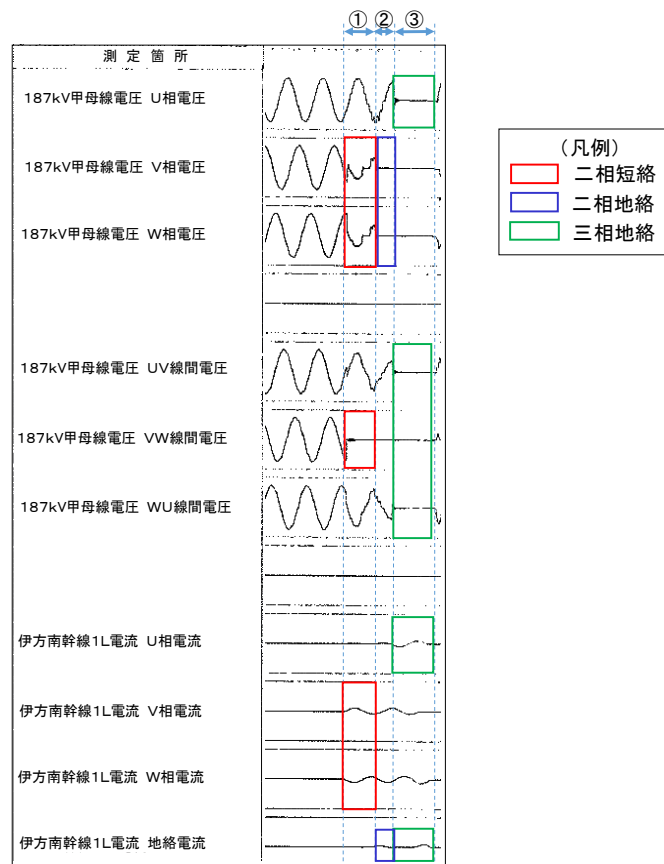 ① ② ③
測定箇所
187kV甲母線電圧 U相電圧
187kV甲母線電圧 V相電圧
187kV甲母線電圧 W相電圧
187kV甲母線電圧 UV線間電圧
187kV甲母線電圧 VW線間電圧
187kV甲母線電圧 WU線間電圧
伊方南幹線1L電流 U相電流
伊方南幹線1L電流 V相電流
伊方南幹線1L電流 W相電流
伊方南幹線1L電流 地絡電流
(凡例)
二相短絡
二相地絡
三相地絡